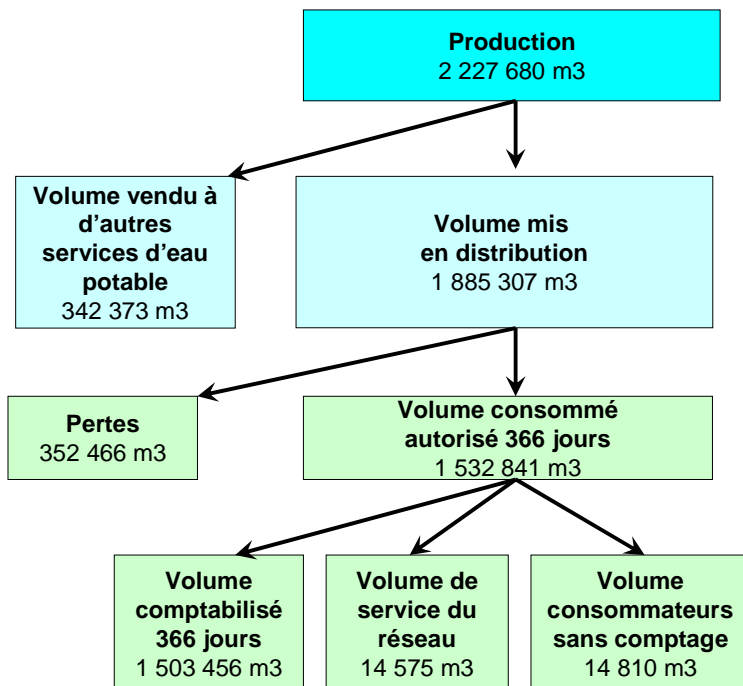 Production
2 227 680 m3
Volume vendu à
d'autres
services d'eau
potable
342 373 m3
Volume mis
en distribution
1 885 307 m3
Pertes
352 466 m3
Volume consommé
autorisé 366 jours
1 532 841 m3
Volume
comptabilisé
366 jours
1 503 456 m3
Volume de
service du
réseau
14 575 m3
Volume
consommateurs
sans comptage
14 810 m3